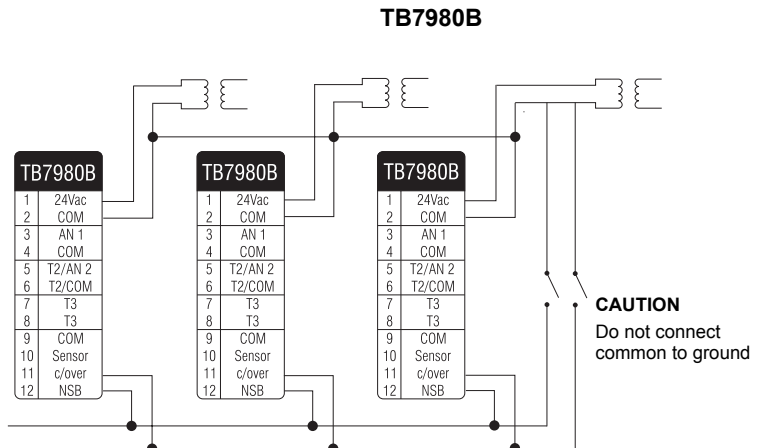 TB7980B
TB7980B
1 24Vac
2 COM
3 AN 1
4 COM
5 T2/AN 2
6 T2/COM
7 T3
8 T3
9 COM
10 Sensor
11 c/over
12 NSB
TB7980B
1 24Vac
2 COM
3 AN 1
4 COM
5 T2/AN 2
6 T2/COM
7 T3
8 T3
9 COM
10 Sensor
11 c/over
12 NSB
TB7980B
1 24Vac
2 COM
3 AN 1
4 COM
5 T2/AN 2
6 T2/COM
7 T3
8 T3
9 COM
10 Sensor
11 c/over
12 NSB
CAUTION
Do not connect
common to ground